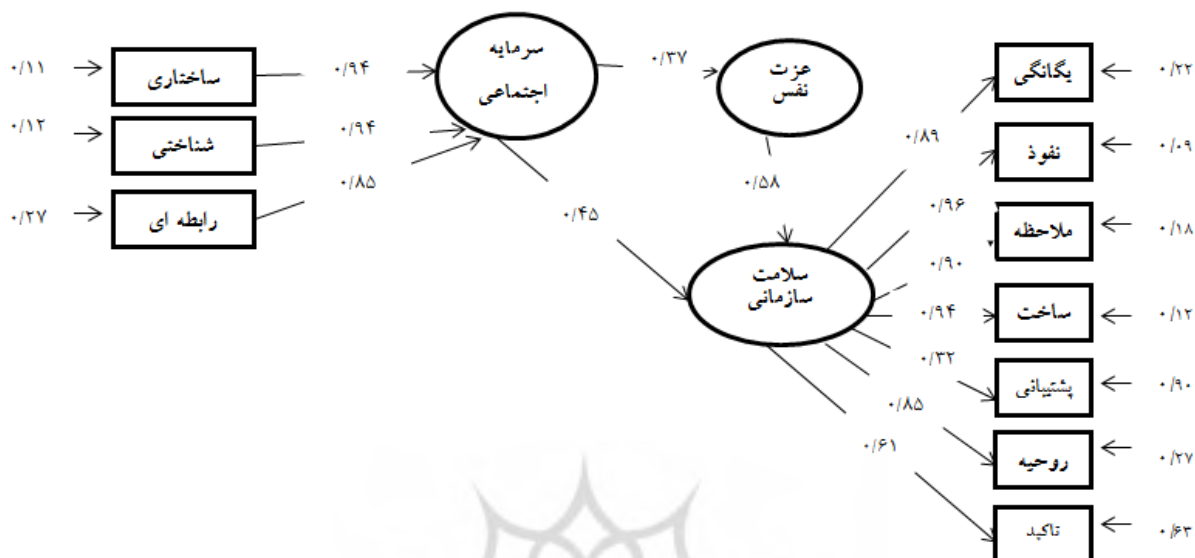 سرمایه
اجتماعی
عزت
نفس
سلامت
سازمانی
ساختاری
شناختی
رابطه ای
یگانگی
نفوذ
ملاحظه
ساخت
پشتیبانی
روحیه
تاکید
۰/۱۱
۰/۱۲
۰/۲۷
۰/۹۴
۰/۹۴
۰/۸۵
۰/۳۷
۰/۴۵
۰/۵۸
۰/۸۹
۰/۹۶
۰/۹۰
۰/۹۴
۰/۳۲
۰/۸۵
۰/۶۱
۰/۲۲
۰/۰۹
۰/۱۸
۰/۱۲
۰/۹۰
۰/۲۷
۰/۶۳